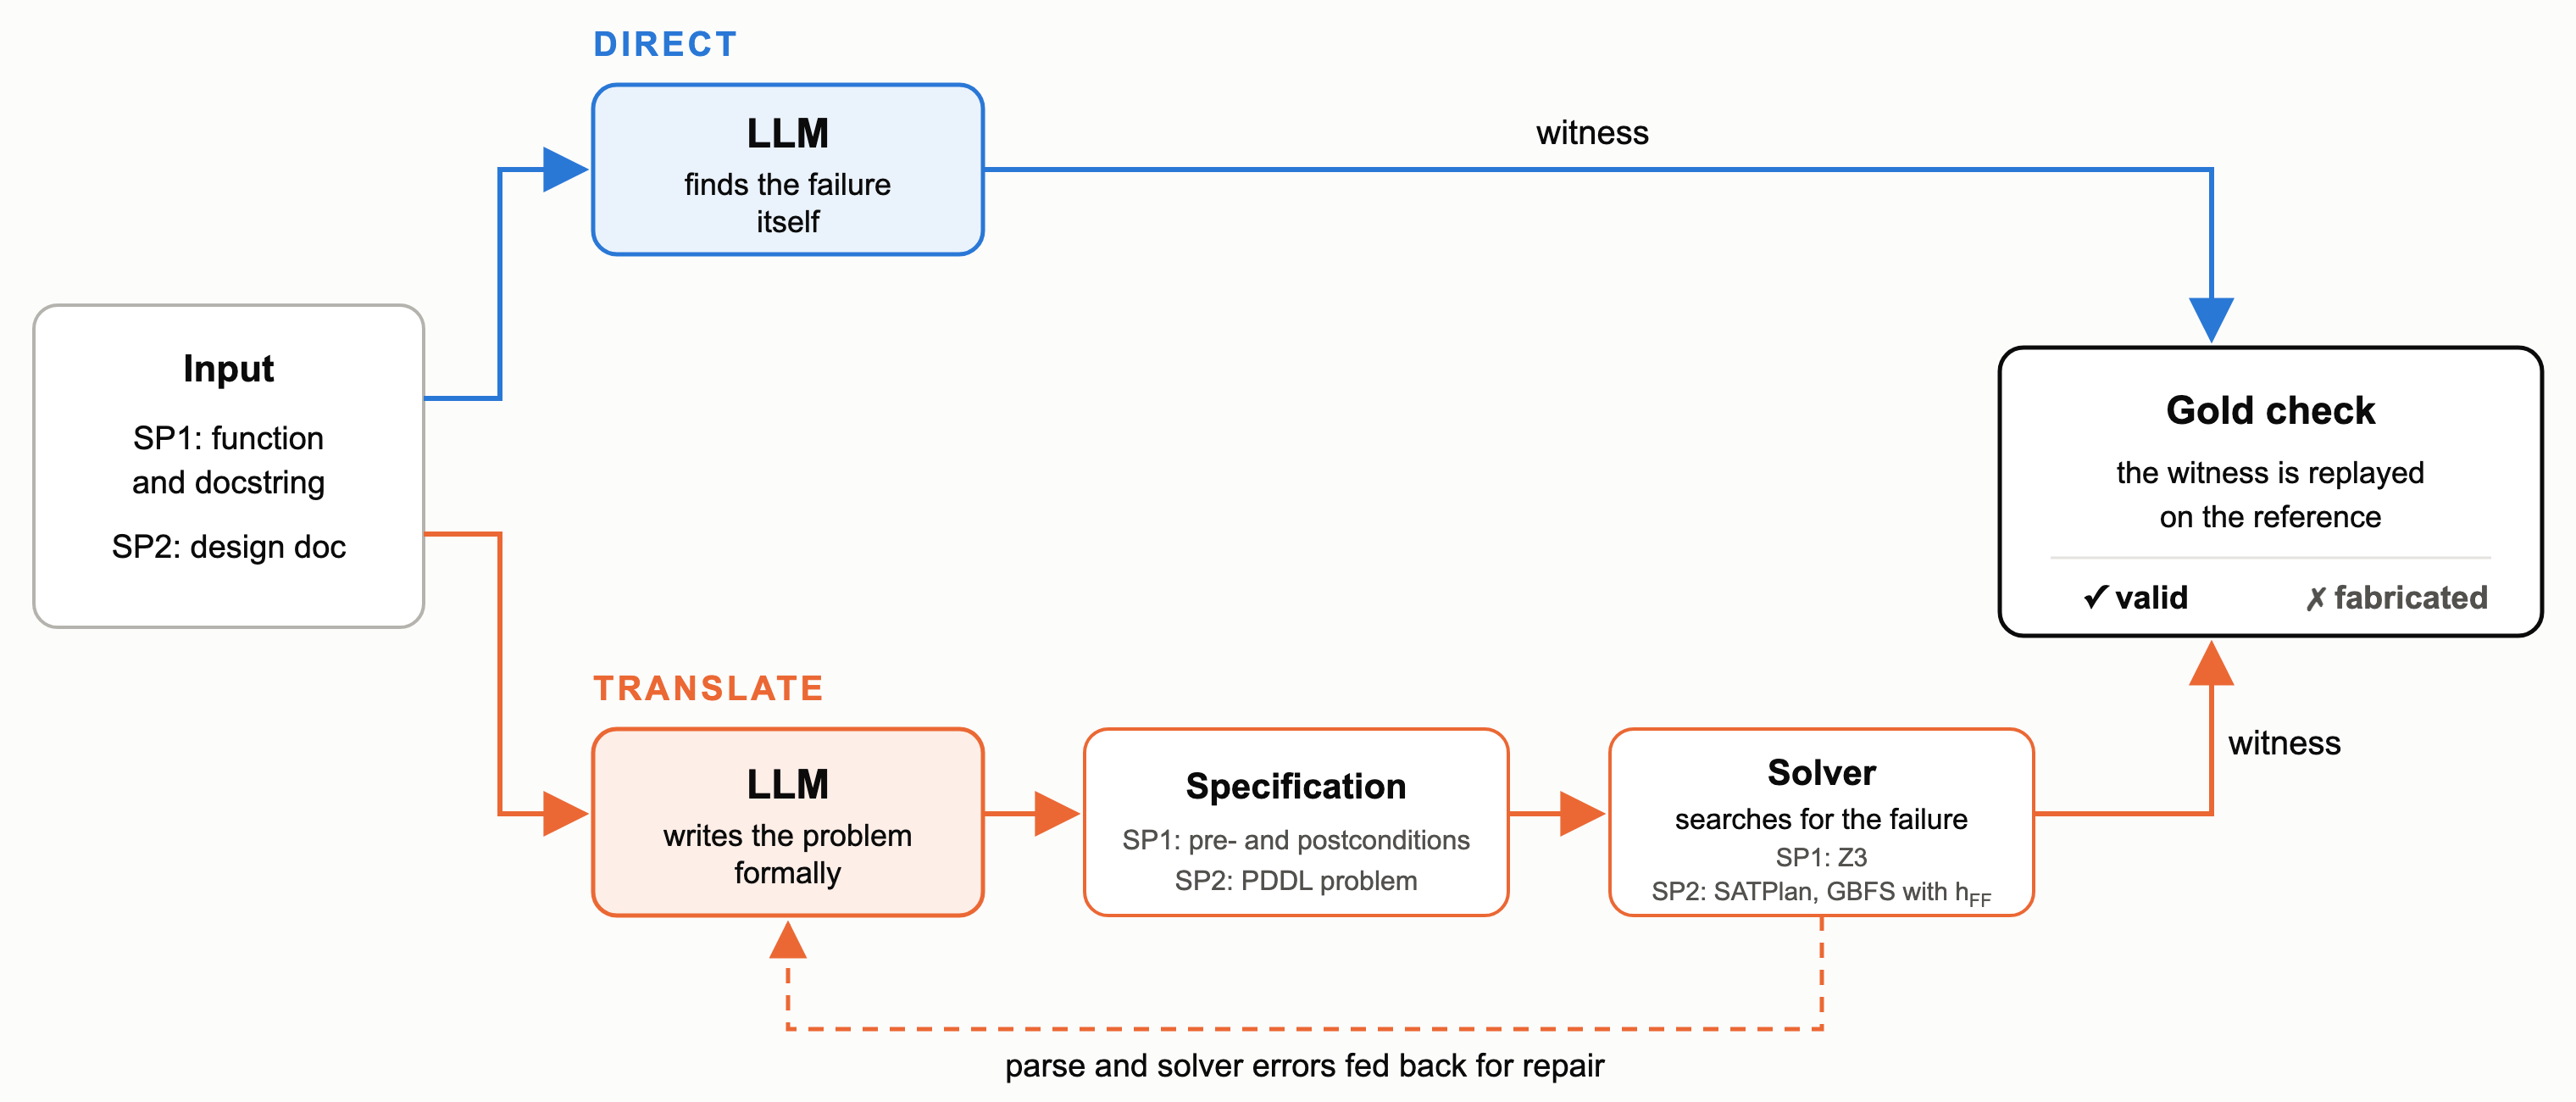 DIRECT
LLM
finds the failure
itself
witness
Input
SP1: function
and docstring
SP2: design doc
Gold check
the witness is replayed
on the reference
✓ valid
✗ fabricated
TRANSLATE
LLM
writes the problem
formally
Specification
SP1: pre- and postconditions
SP2: PDDL problem
Solver
searches for the failure
SP1: Z3
SP2: SATPlan, GBFS with hFF
witness
parse and solver errors fed back for repair